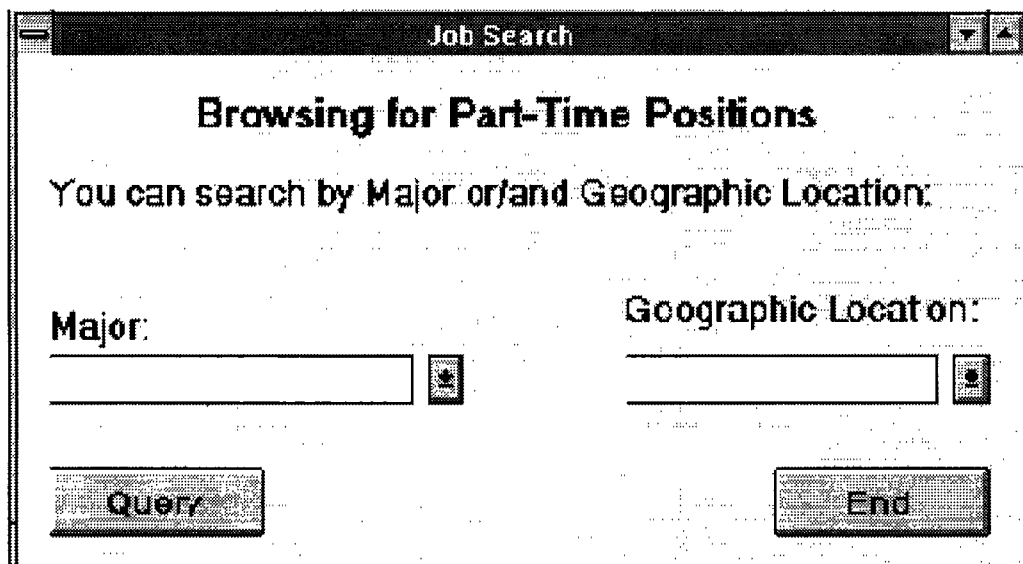 Job Search
Browsing for Part-Time Positions
You can search by Major or/and Geographic Location:
Major:
Geographic Location:
Query
End